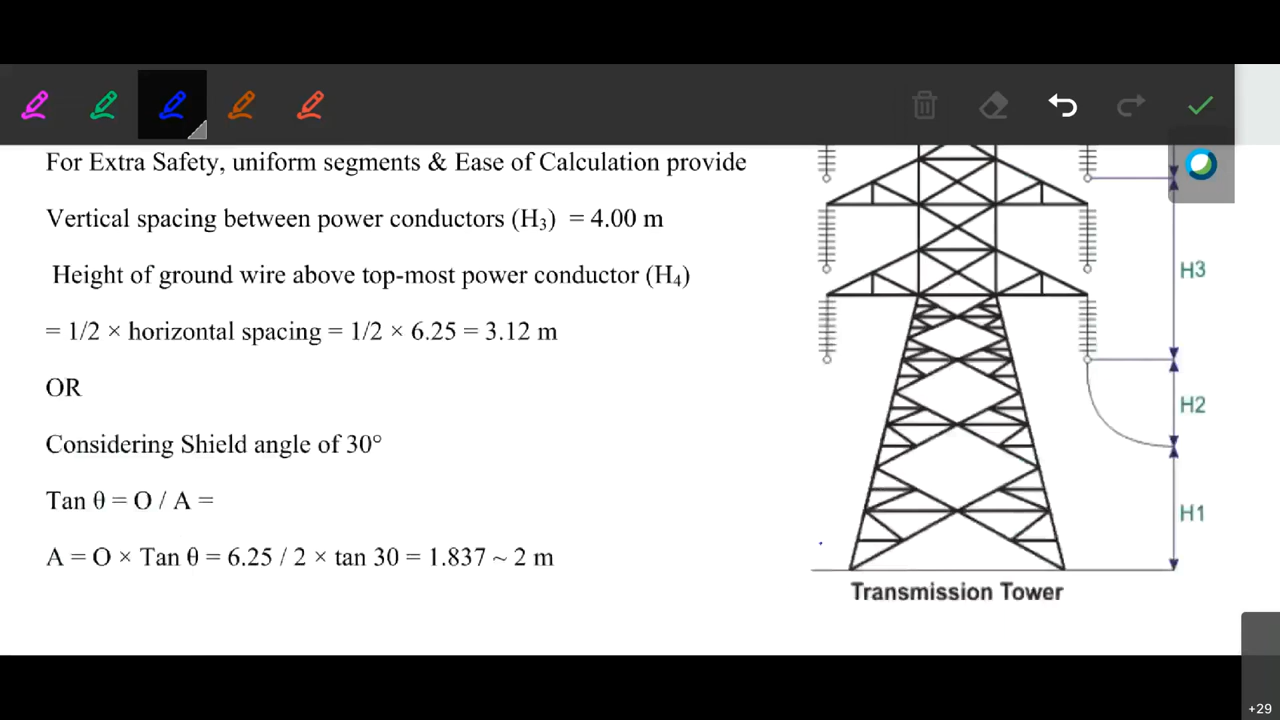 For Extra Safety, uniform segments & Ease of Calculation provide
Vertical spacing between power conductors (H₃) = 4.00 m
Height of ground wire above top-most power conductor (H₄)
= 1/2 × horizontal spacing = 1/2 × 6.25 = 3.12 m
OR
Considering Shield angle of 30°
Tan θ = O / A =
A = O × Tan θ = 6.25 / 2 × tan 30 = 1.837 ~ 2 m
H3
H2
H1
Transmission Tower
+29